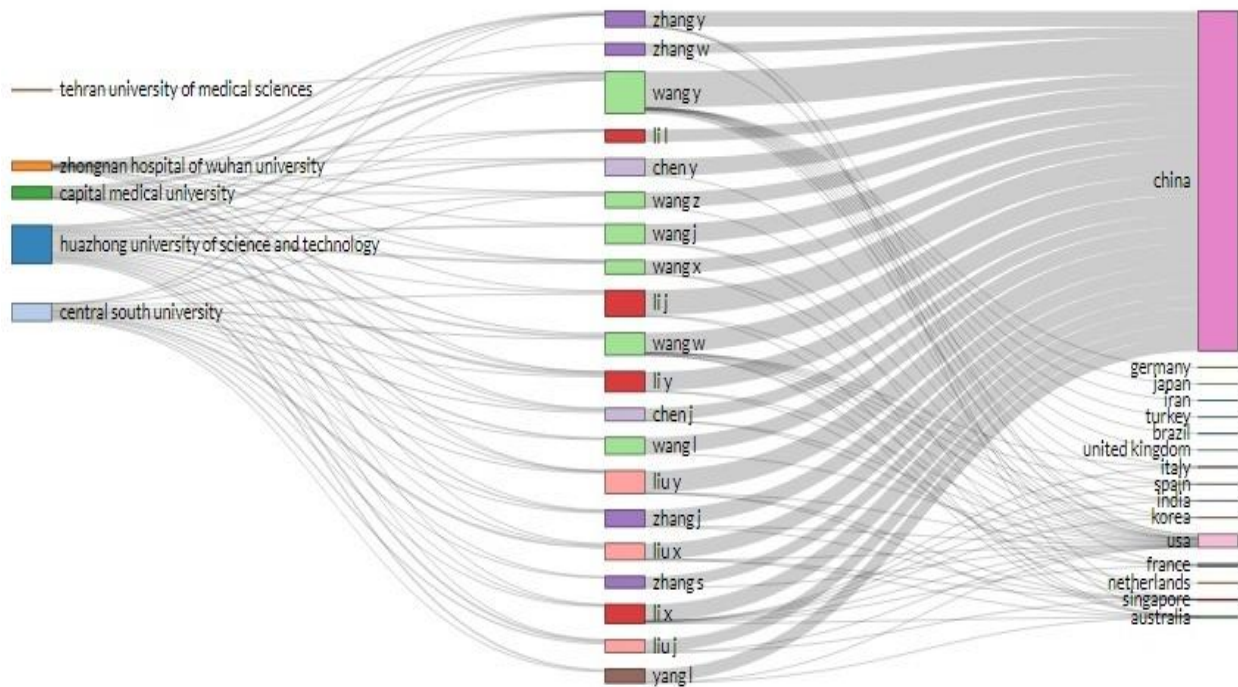 tehran university of medical sciences
zhongnan hospital of wuhan university
capital medical university
huazhong university of science and technology
central south university
zhang y
zhang w
wang y
li l
chen y
wang z
wang j
wang x
li j
wang w
li y
chen j
wang l
liu y
zhang j
liu x
zhang s
li x
liu j
yang l
china
germany
japan
iran
turkey
brazil
united kingdom
italy
spain
india
korea
usa
france
netherlands
singapore
australia